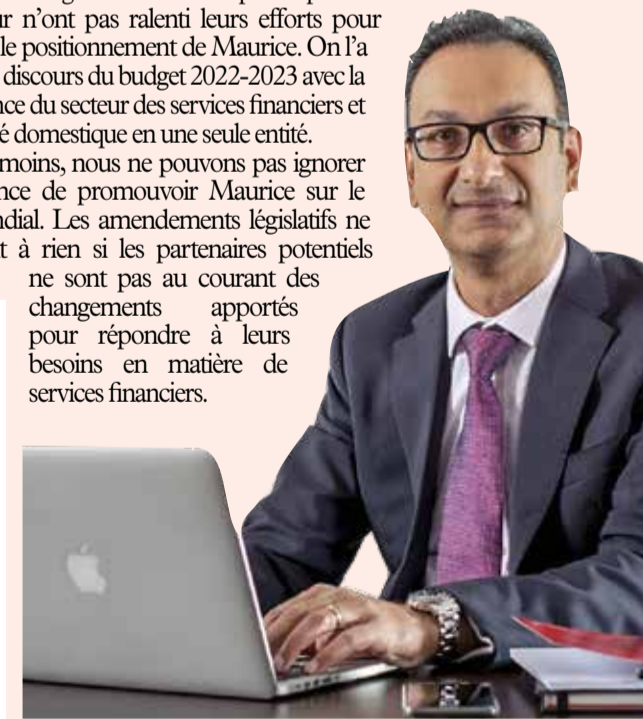 n'ont pas ralenti leurs efforts pour
le positionnement de Maurice. On l'a
discours du budget 2022-2023 avec la
du secteur des services financiers et
domestique en une seule entité.
moins, nous ne pouvons pas ignorer
de promouvoir Maurice sur le
Les amendements législatifs ne
à rien si les partenaires potentiels
ne sont pas au courant des
changements apportés
pour répondre à leurs
besoins en matière de
services financiers.